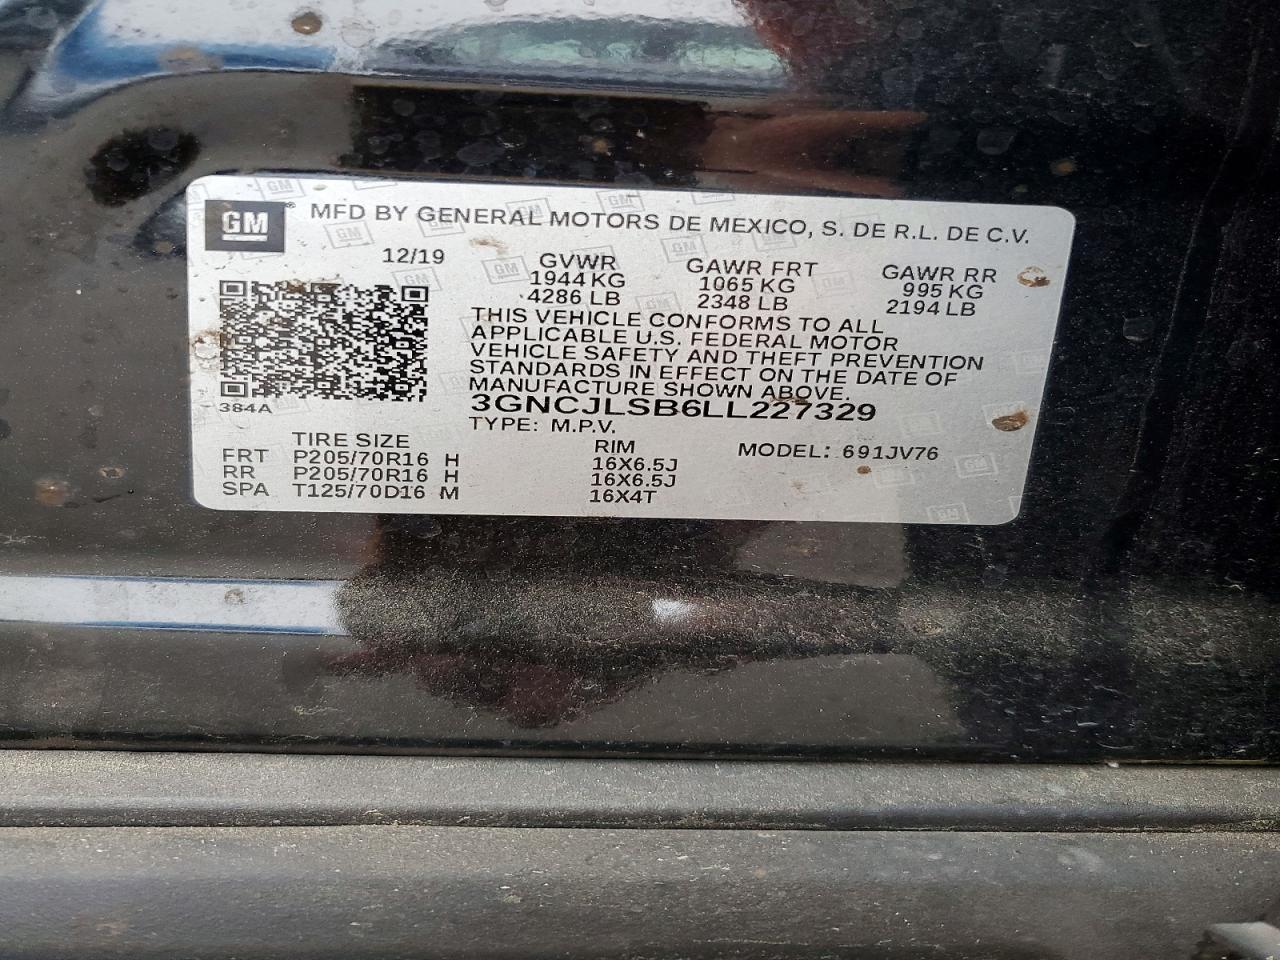 GM ® MFD BY GENERAL MOTORS DE MEXICO, S. DE R.L. DE C.V.
12/19 GVWR GAWR FRT GAWR RR
1944 KG 1065 KG 995 KG
4286 LB 2348 LB 2194 LB
THIS VEHICLE CONFORMS TO ALL
APPLICABLE U.S. FEDERAL MOTOR
VEHICLE SAFETY AND THEFT PREVENTION
STANDARDS IN EFFECT ON THE DATE OF
MANUFACTURE SHOWN ABOVE.
384A 3GNCJLSB6LL227329
TYPE: M.P.V.
TIRE SIZE RIM MODEL: 691JV76
FRT P205/70R16 H 16X6.5J
RR P205/70R16 H 16X6.5J
SPA T125/70D16 M 16X4T